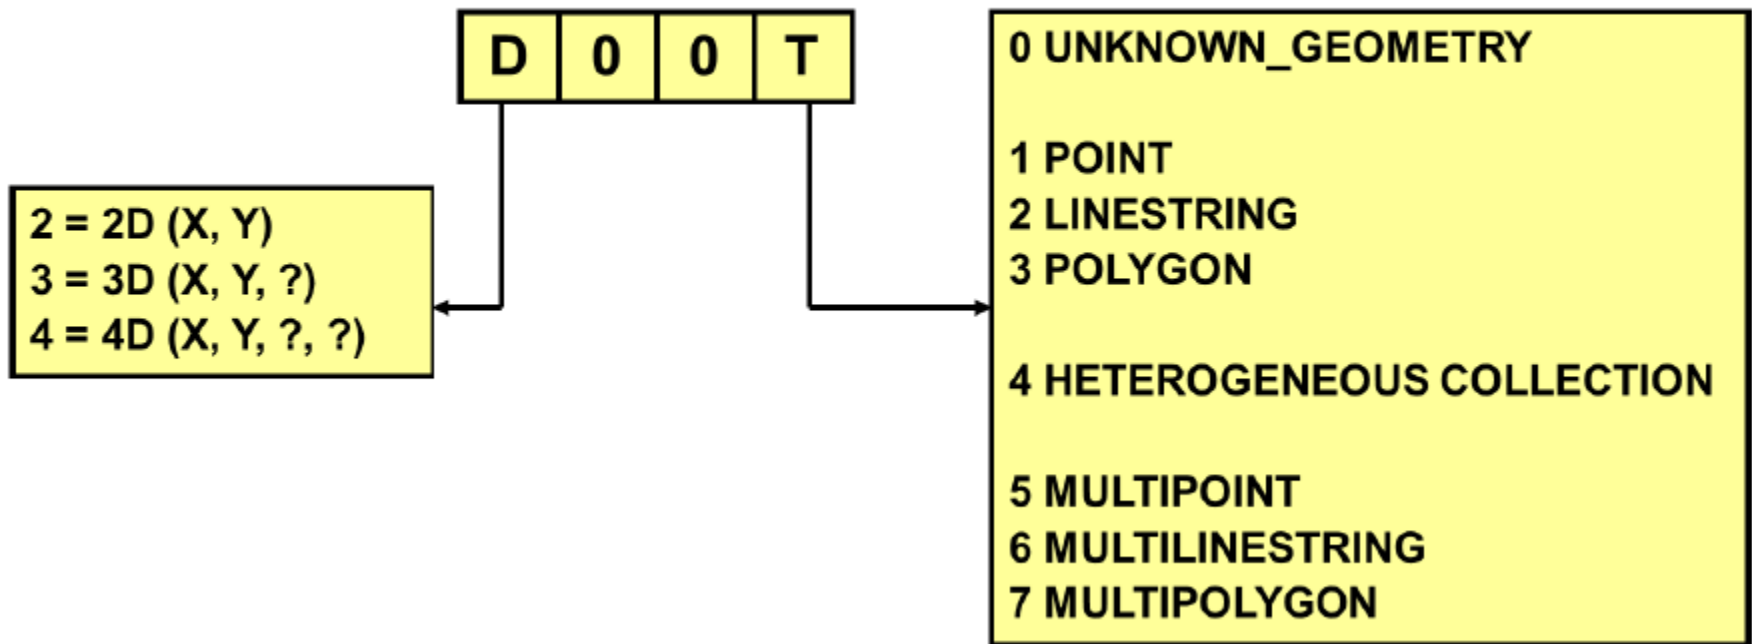 D 0 0 T
2 = 2D (X, Y)
3 = 3D (X, Y, ?)
4 = 4D (X, Y, ?, ?)
0 UNKNOWN_GEOMETRY
1 POINT
2 LINESTRING
3 POLYGON
4 HETEROGENEOUS COLLECTION
5 MULTIPOINT
6 MULTILINESTRING
7 MULTIPOLYGON